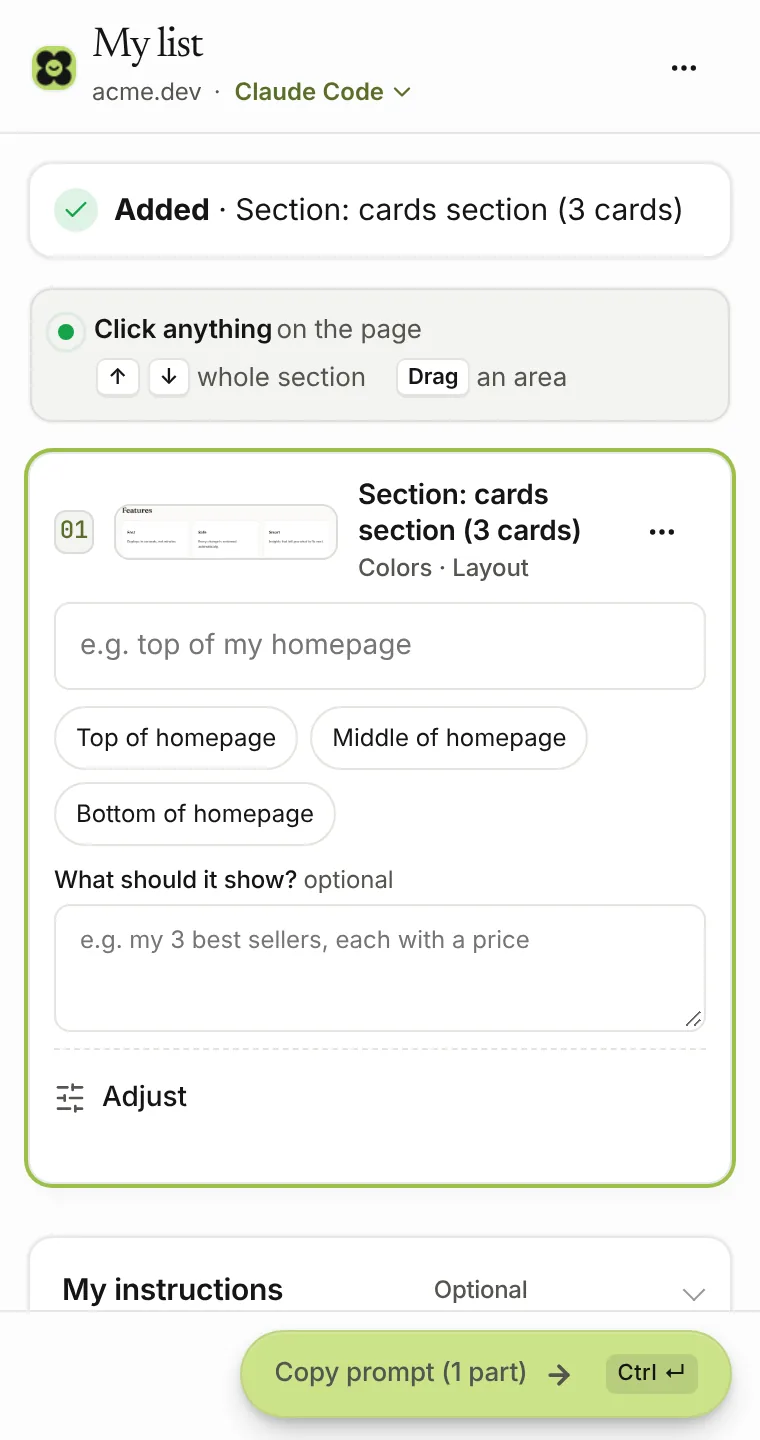 My list
acme.dev · Claude Code
Added · Section: cards section (3 cards)
Click anything on the page
↑ ↓ whole section Drag an area
01
Features
Section: cards
section (3 cards)
Colors · Layout
e.g. top of my homepage
Top of homepage
Middle of homepage
Bottom of homepage
What should it show? optional
e.g. my 3 best sellers, each with a price
Adjust
My instructions
Optional
Copy prompt (1 part) → Ctrl ↵